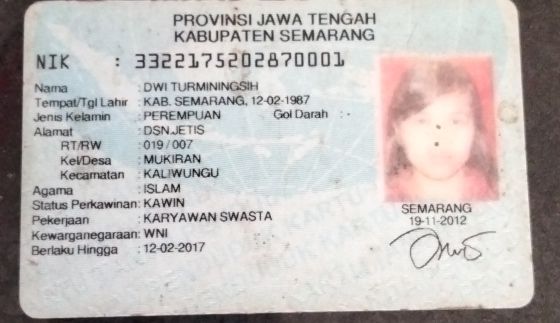 PROVINSI JAWA TENGAH
KABUPATEN SEMARANG
NIK : 3322175202870001
Nama : DWI TURMININGSIH
Tempat/Tgl Lahir : KAB. SEMARANG, 12-02-1987
Jenis Kelamin : PEREMPUAN Gol Darah : -
Alamat : DSN.JETIS
RT/RW : 019 / 007
Kel/Desa : MUKIRAN
Kecamatan : KALIWUNGU
Agama : ISLAM
Status Perkawinan: KAWIN
Pekerjaan : KARYAWAN SWASTA
Kewarganegaraan: WNI
Berlaku Hingga : 12-02-2017
SEMARANG
19-11-2012